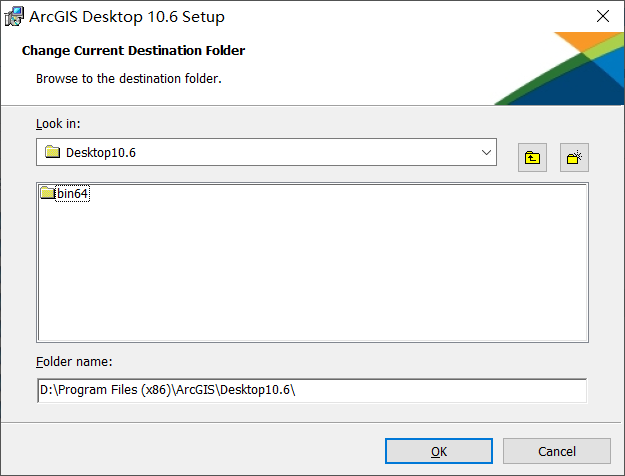 ArcGIS Desktop 10.6 Setup
Change Current Destination Folder
Browse to the destination folder.
Look in:
Desktop10.6
bin64
Folder name:
D:\Program Files (x86)\ArcGIS\Desktop10.6\
OK
Cancel